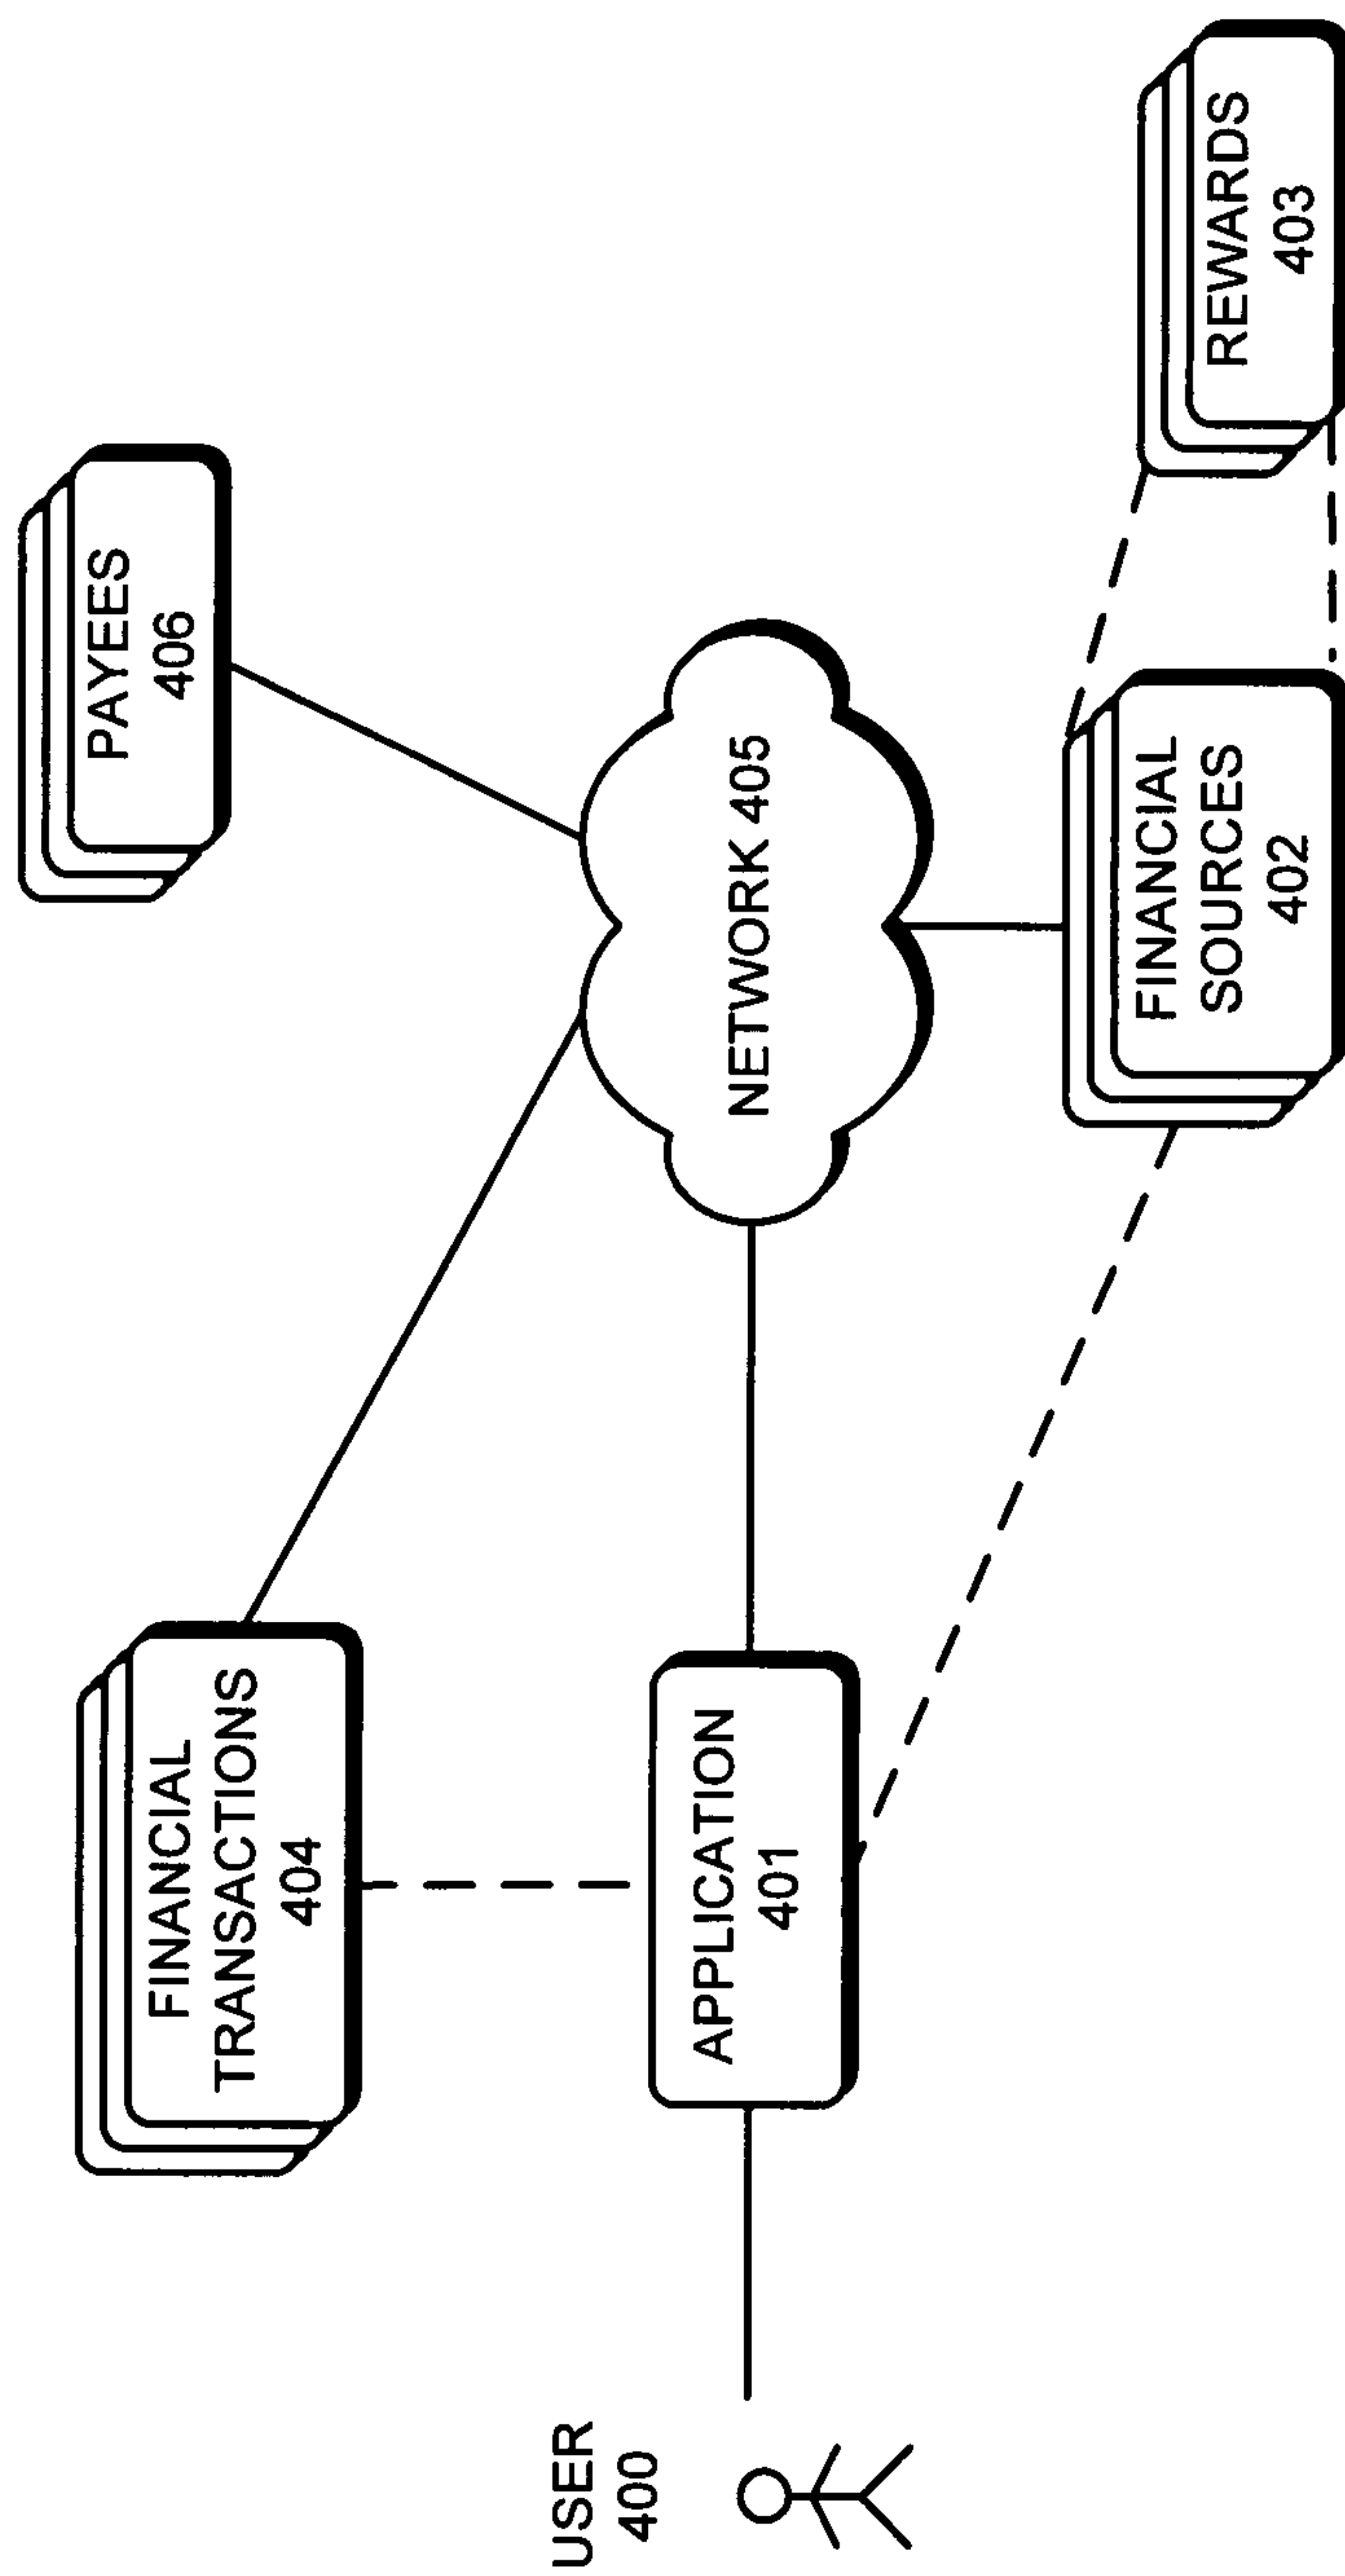 FINANCIAL
TRANSACTIONS
404
PAYEES
406
USER
400
APPLICATION
401
NETWORK 405
FINANCIAL
SOURCES
402
REWARDS
403